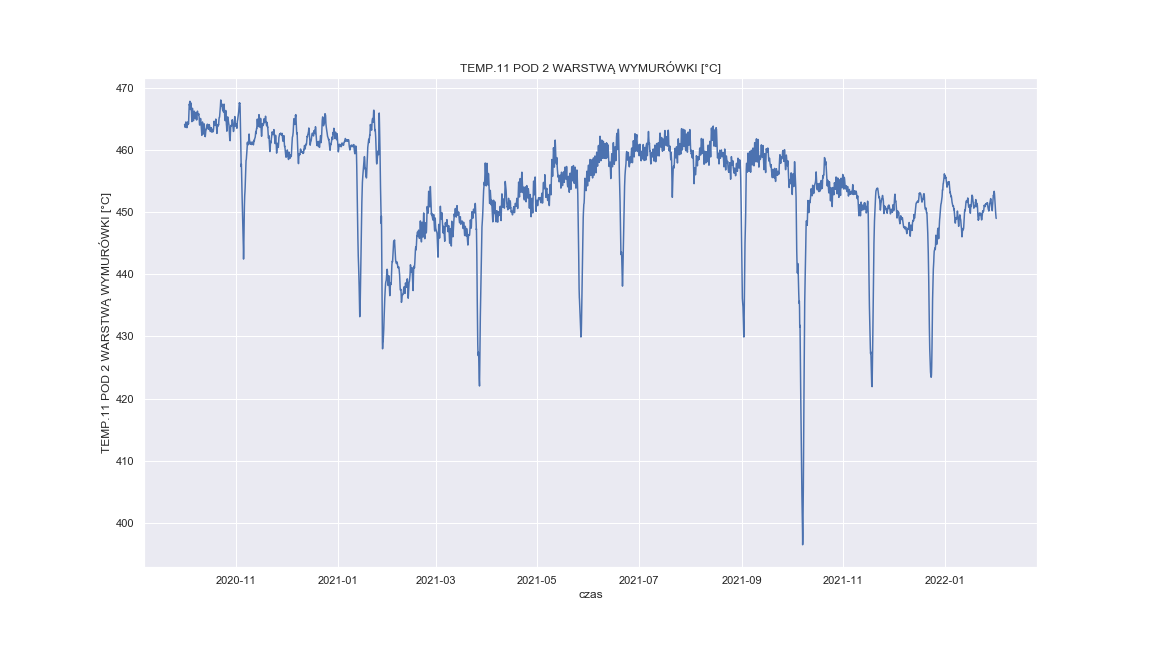 TEMP.11 POD 2 WARSTWĄ WYMURÓWKI [°C]
TEMP.11 POD 2 WARSTWĄ WYMURÓWKI [°C]
470
460
450
440
430
420
410
400
2020-11 2021-01 2021-03 2021-05 2021-07 2021-09 2021-11 2022-01
czas